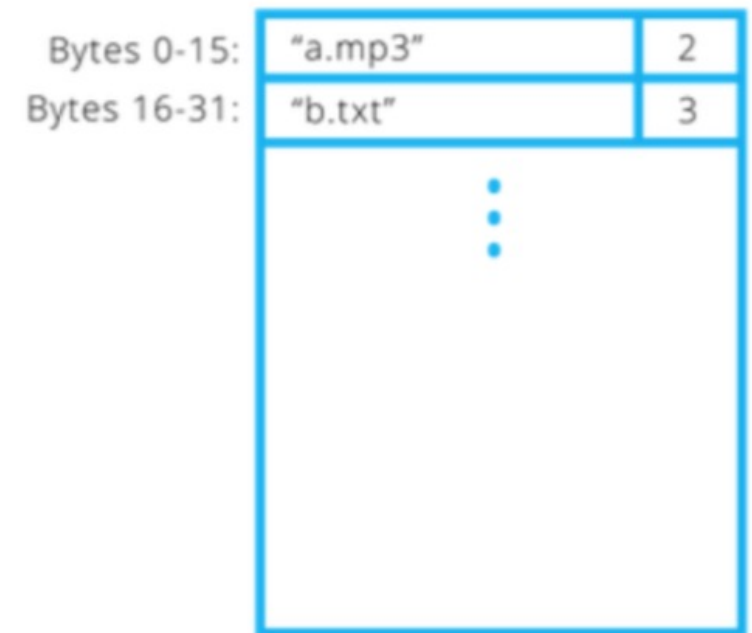 Bytes 0-15: “a.mp3” 2
Bytes 16-31: “b.txt” 3